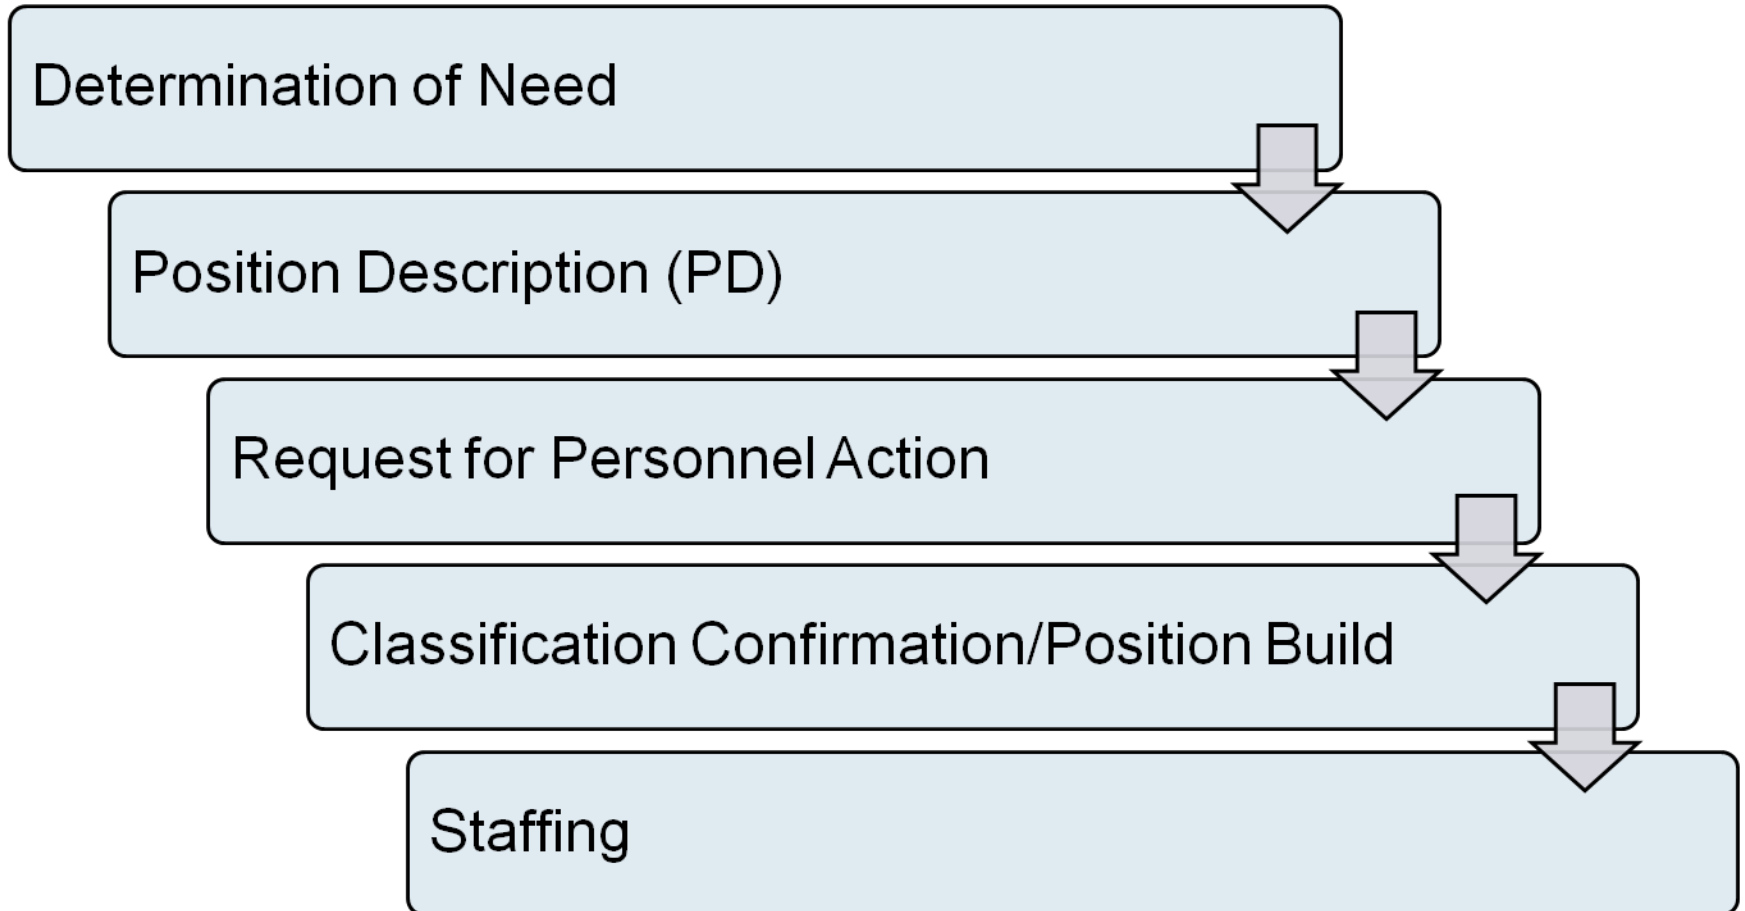 Determination of Need
Position Description (PD)
Request for Personnel Action
Classification Confirmation/Position Build
Staffing